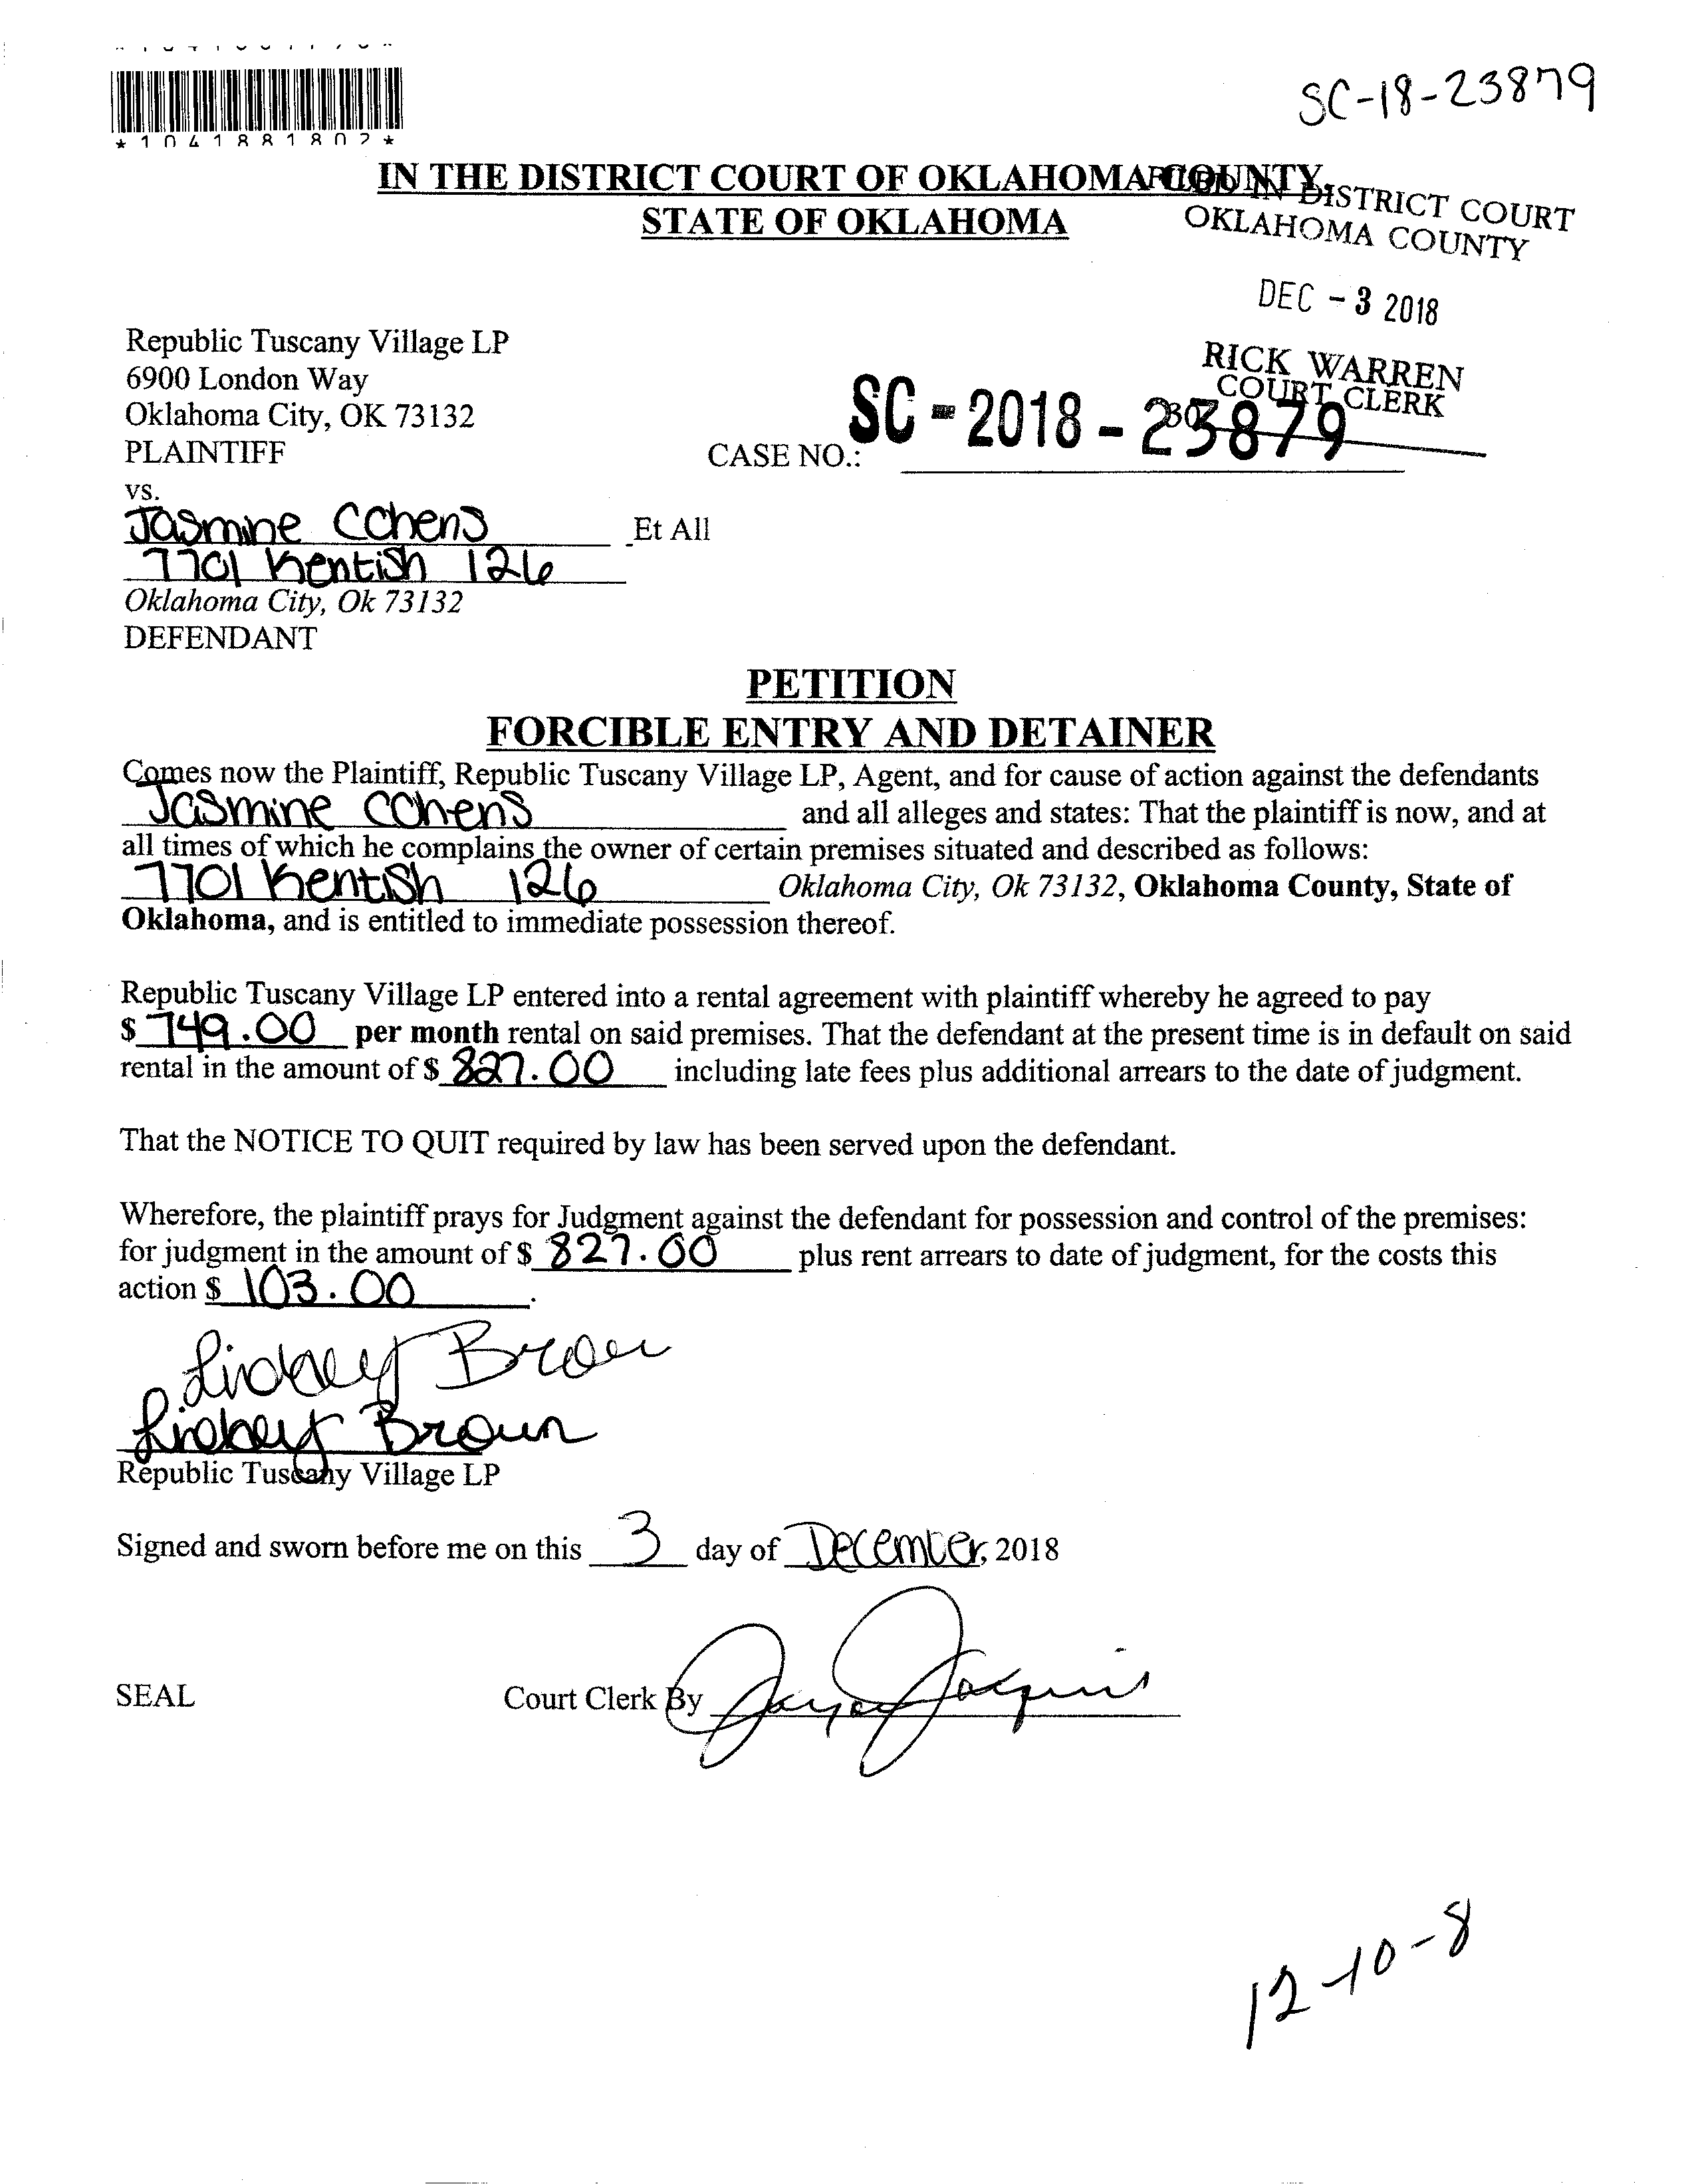 SC-18-23879
*1041881802*
IN THE DISTRICT COURT OF OKLAHOMA COUNTY,
STATE OF OKLAHOMA
FILED IN DISTRICT COURT
OKLAHOMA COUNTY
DEC - 3 2018
RICK WARREN
COURT CLERK
Republic Tuscany Village LP
6900 London Way
Oklahoma City, OK 73132
PLAINTIFF
CASE NO.: SC - 2018 - 23879
vs.
Jasmine Cohens Et All
7701 Kentish 126
Oklahoma City, Ok 73132
DEFENDANT
PETITION
FORCIBLE ENTRY AND DETAINER
Comes now the Plaintiff, Republic Tuscany Village LP, Agent, and for cause of action against the defendants
Jasmine Cohens and all alleges and states: That the plaintiff is now, and at
all times of which he complains the owner of certain premises situated and described as follows:
7701 Kentish 126 Oklahoma City, Ok 73132, Oklahoma County, State of
Oklahoma, and is entitled to immediate possession thereof.
Republic Tuscany Village LP entered into a rental agreement with plaintiff whereby he agreed to pay
$ 749.00 per month rental on said premises. That the defendant at the present time is in default on said
rental in the amount of $ 827.00 including late fees plus additional arrears to the date of judgment.
That the NOTICE TO QUIT required by law has been served upon the defendant.
Wherefore, the plaintiff prays for Judgment against the defendant for possession and control of the premises:
for judgment in the amount of $ 827.00 plus rent arrears to date of judgment, for the costs this
action $ 103.00.
Lindsey Brown
Lindsey Brown
Republic Tuscany Village LP
Signed and sworn before me on this 3 day of December, 2018
SEAL Court Clerk By
12-10-8